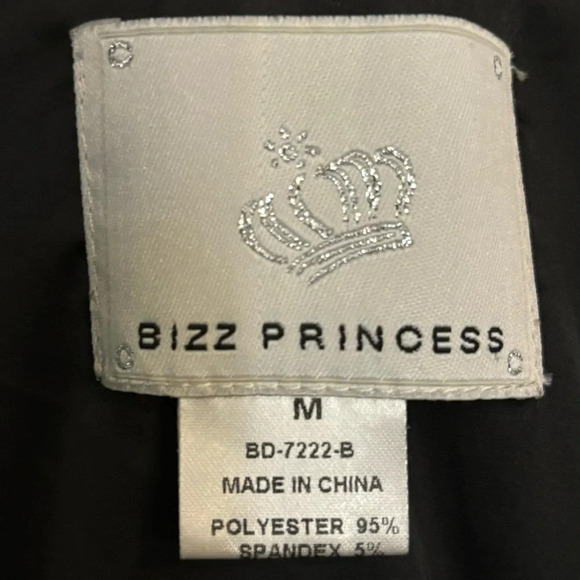 BIZZ PRINCESS
M
BD-7222-B
MADE IN CHINA
POLYESTER 95%
SPANDEX 5%